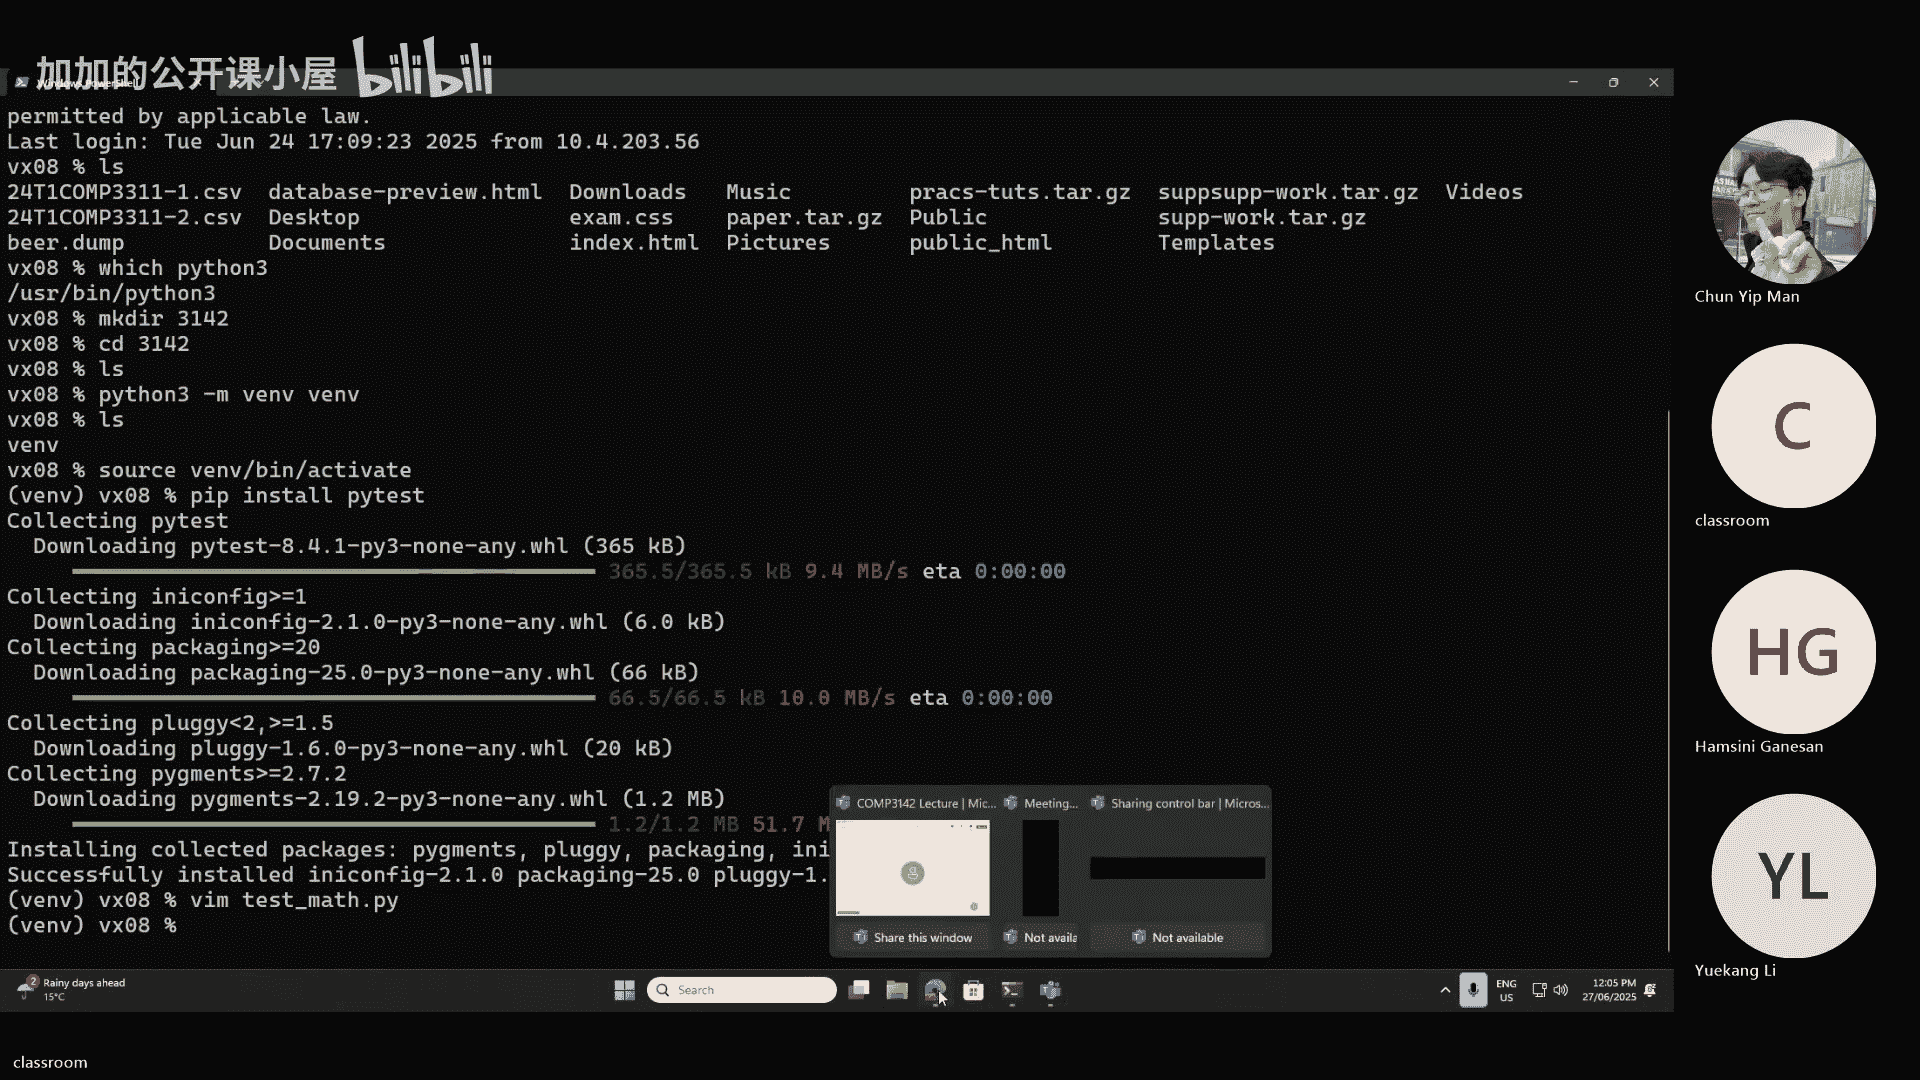 加加的公开课小屋 bilibili
Windows PowerShell
permitted by applicable law.
Last login: Tue Jun 24 17:09:23 2025 from 10.4.203.56
vx08 % ls
24T1COMP3311-1.csv database-preview.html Downloads Music pracs-tuts.tar.gz suppsupp-work.tar.gz Videos
24T1COMP3311-2.csv Desktop exam.css paper.tar.gz Public supp-work.tar.gz
beer.dump Documents index.html Pictures public_html Templates
vx08 % which python3
/usr/bin/python3
vx08 % mkdir 3142
vx08 % cd 3142
vx08 % ls
vx08 % python3 -m venv venv
vx08 % ls
venv
vx08 % source venv/bin/activate
(venv) vx08 % pip install pytest
Collecting pytest
Downloading pytest-8.4.1-py3-none-any.whl (365 kB)
365.5/365.5 kB 9.4 MB/s eta 0:00:00
Collecting iniconfig>=1
Downloading iniconfig-2.1.0-py3-none-any.whl (6.0 kB)
Collecting packaging>=20
Downloading packaging-25.0-py3-none-any.whl (66 kB)
66.5/66.5 kB 10.0 MB/s eta 0:00:00
Collecting pluggy<2,>=1.5
Downloading pluggy-1.6.0-py3-none-any.whl (20 kB)
Collecting pygments>=2.7.2
Downloading pygments-2.19.2-py3-none-any.whl (1.2 MB)
1.2/1.2 MB 51.7 M
Installing collected packages: pygments, pluggy, packaging, ini
Successfully installed iniconfig-2.1.0 packaging-25.0 pluggy-1.
(venv) vx08 % vim test_math.py
(venv) vx08 %
COMP3142 Lecture | Mic... Meeting... Sharing control bar | Micros...
Share this window Not availa Not available
2
Rainy days ahead
15°C
Search
ENG
US
12:05 PM
27/06/2025
Chun Yip Man
C
classroom
HG
Hamsini Ganesan
YL
Yuekang Li
classroom